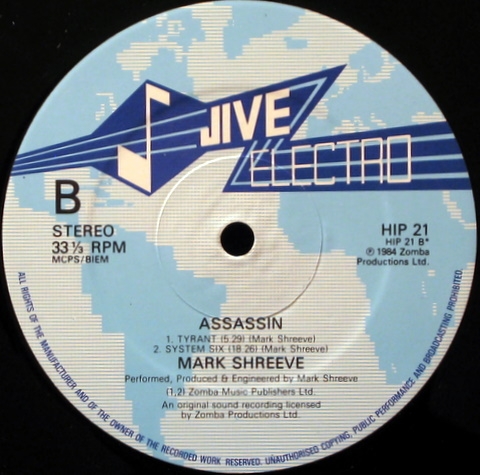 JIVE
ELECTRO
B
STEREO
33⅓ RPM
MCPS/BIEM
HIP 21
HIP 21 B*
℗ 1984 Zomba
Productions Ltd.
ASSASSIN
1. TYRANT (5.29) (Mark Shreeve)
2. SYSTEM SIX (18.26) (Mark Shreeve)
MARK SHREEVE
Performed, Produced & Engineered by Mark Shreeve
(1,2) Zomba Music Publishers Ltd.
An original sound recording licensed
by Zomba Productions Ltd.
ALL RIGHTS OF THE MANUFACTURER AND OF THE OWNER OF THE RECORDED WORK RESERVED. UNAUTHORISED COPYING, PUBLIC PERFORMANCE AND BROADCASTING PROHIBITED.